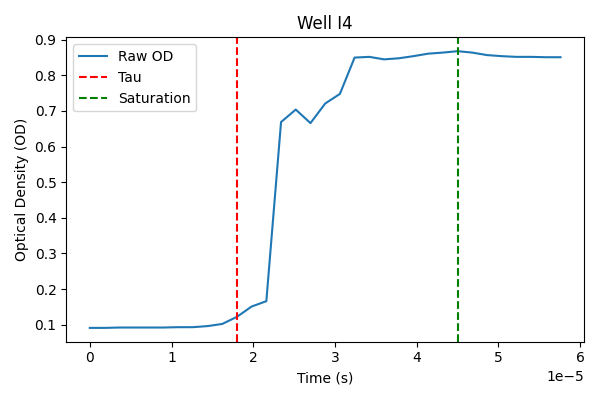 Well I4
Raw OD
Tau
Saturation
Optical Density (OD)
0.9
0.8
0.7
0.6
0.5
0.4
0.3
0.2
0.1
0 1 2 3 4 5 6
1e−5
Time (s)